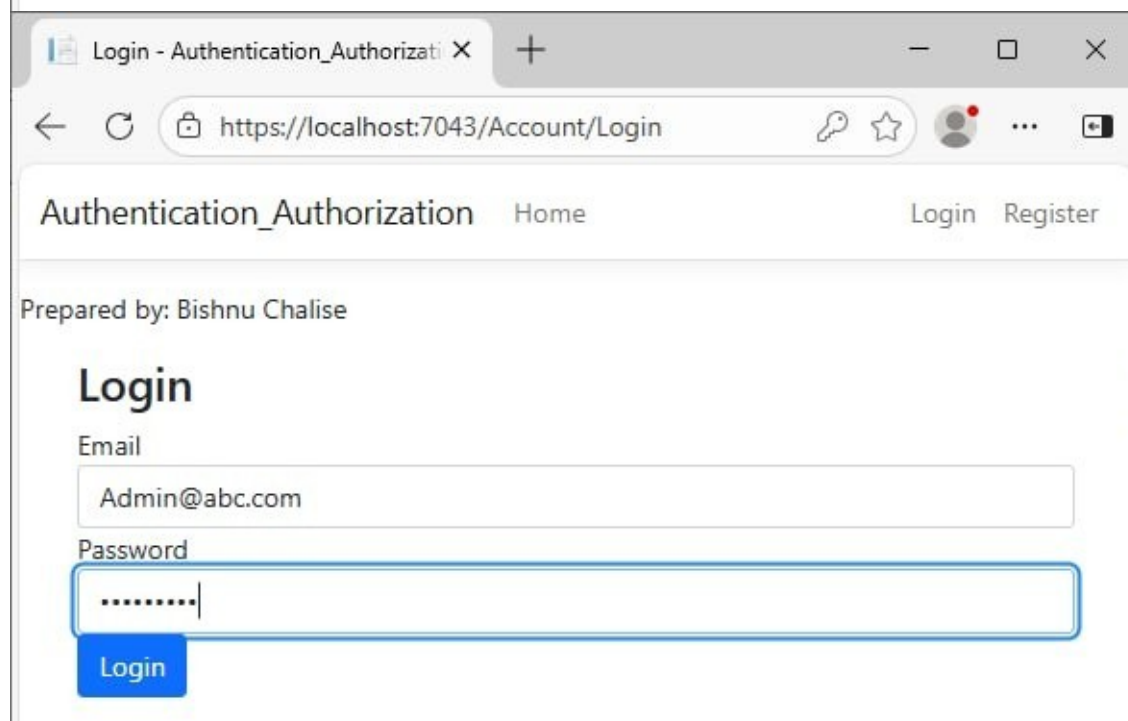 Login - Authentication_Authorizati
https://localhost:7043/Account/Login
Authentication_Authorization Home Login Register
Prepared by: Bishnu Chalise
Login
Email
Admin@abc.com
Password
•••••••••
Login